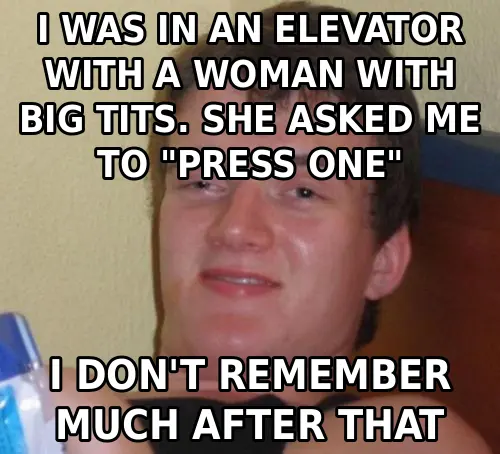 I WAS IN AN ELEVATOR
WITH A WOMAN WITH
BIG TITS. SHE ASKED ME
TO "PRESS ONE"
I DON'T REMEMBER
MUCH AFTER THAT